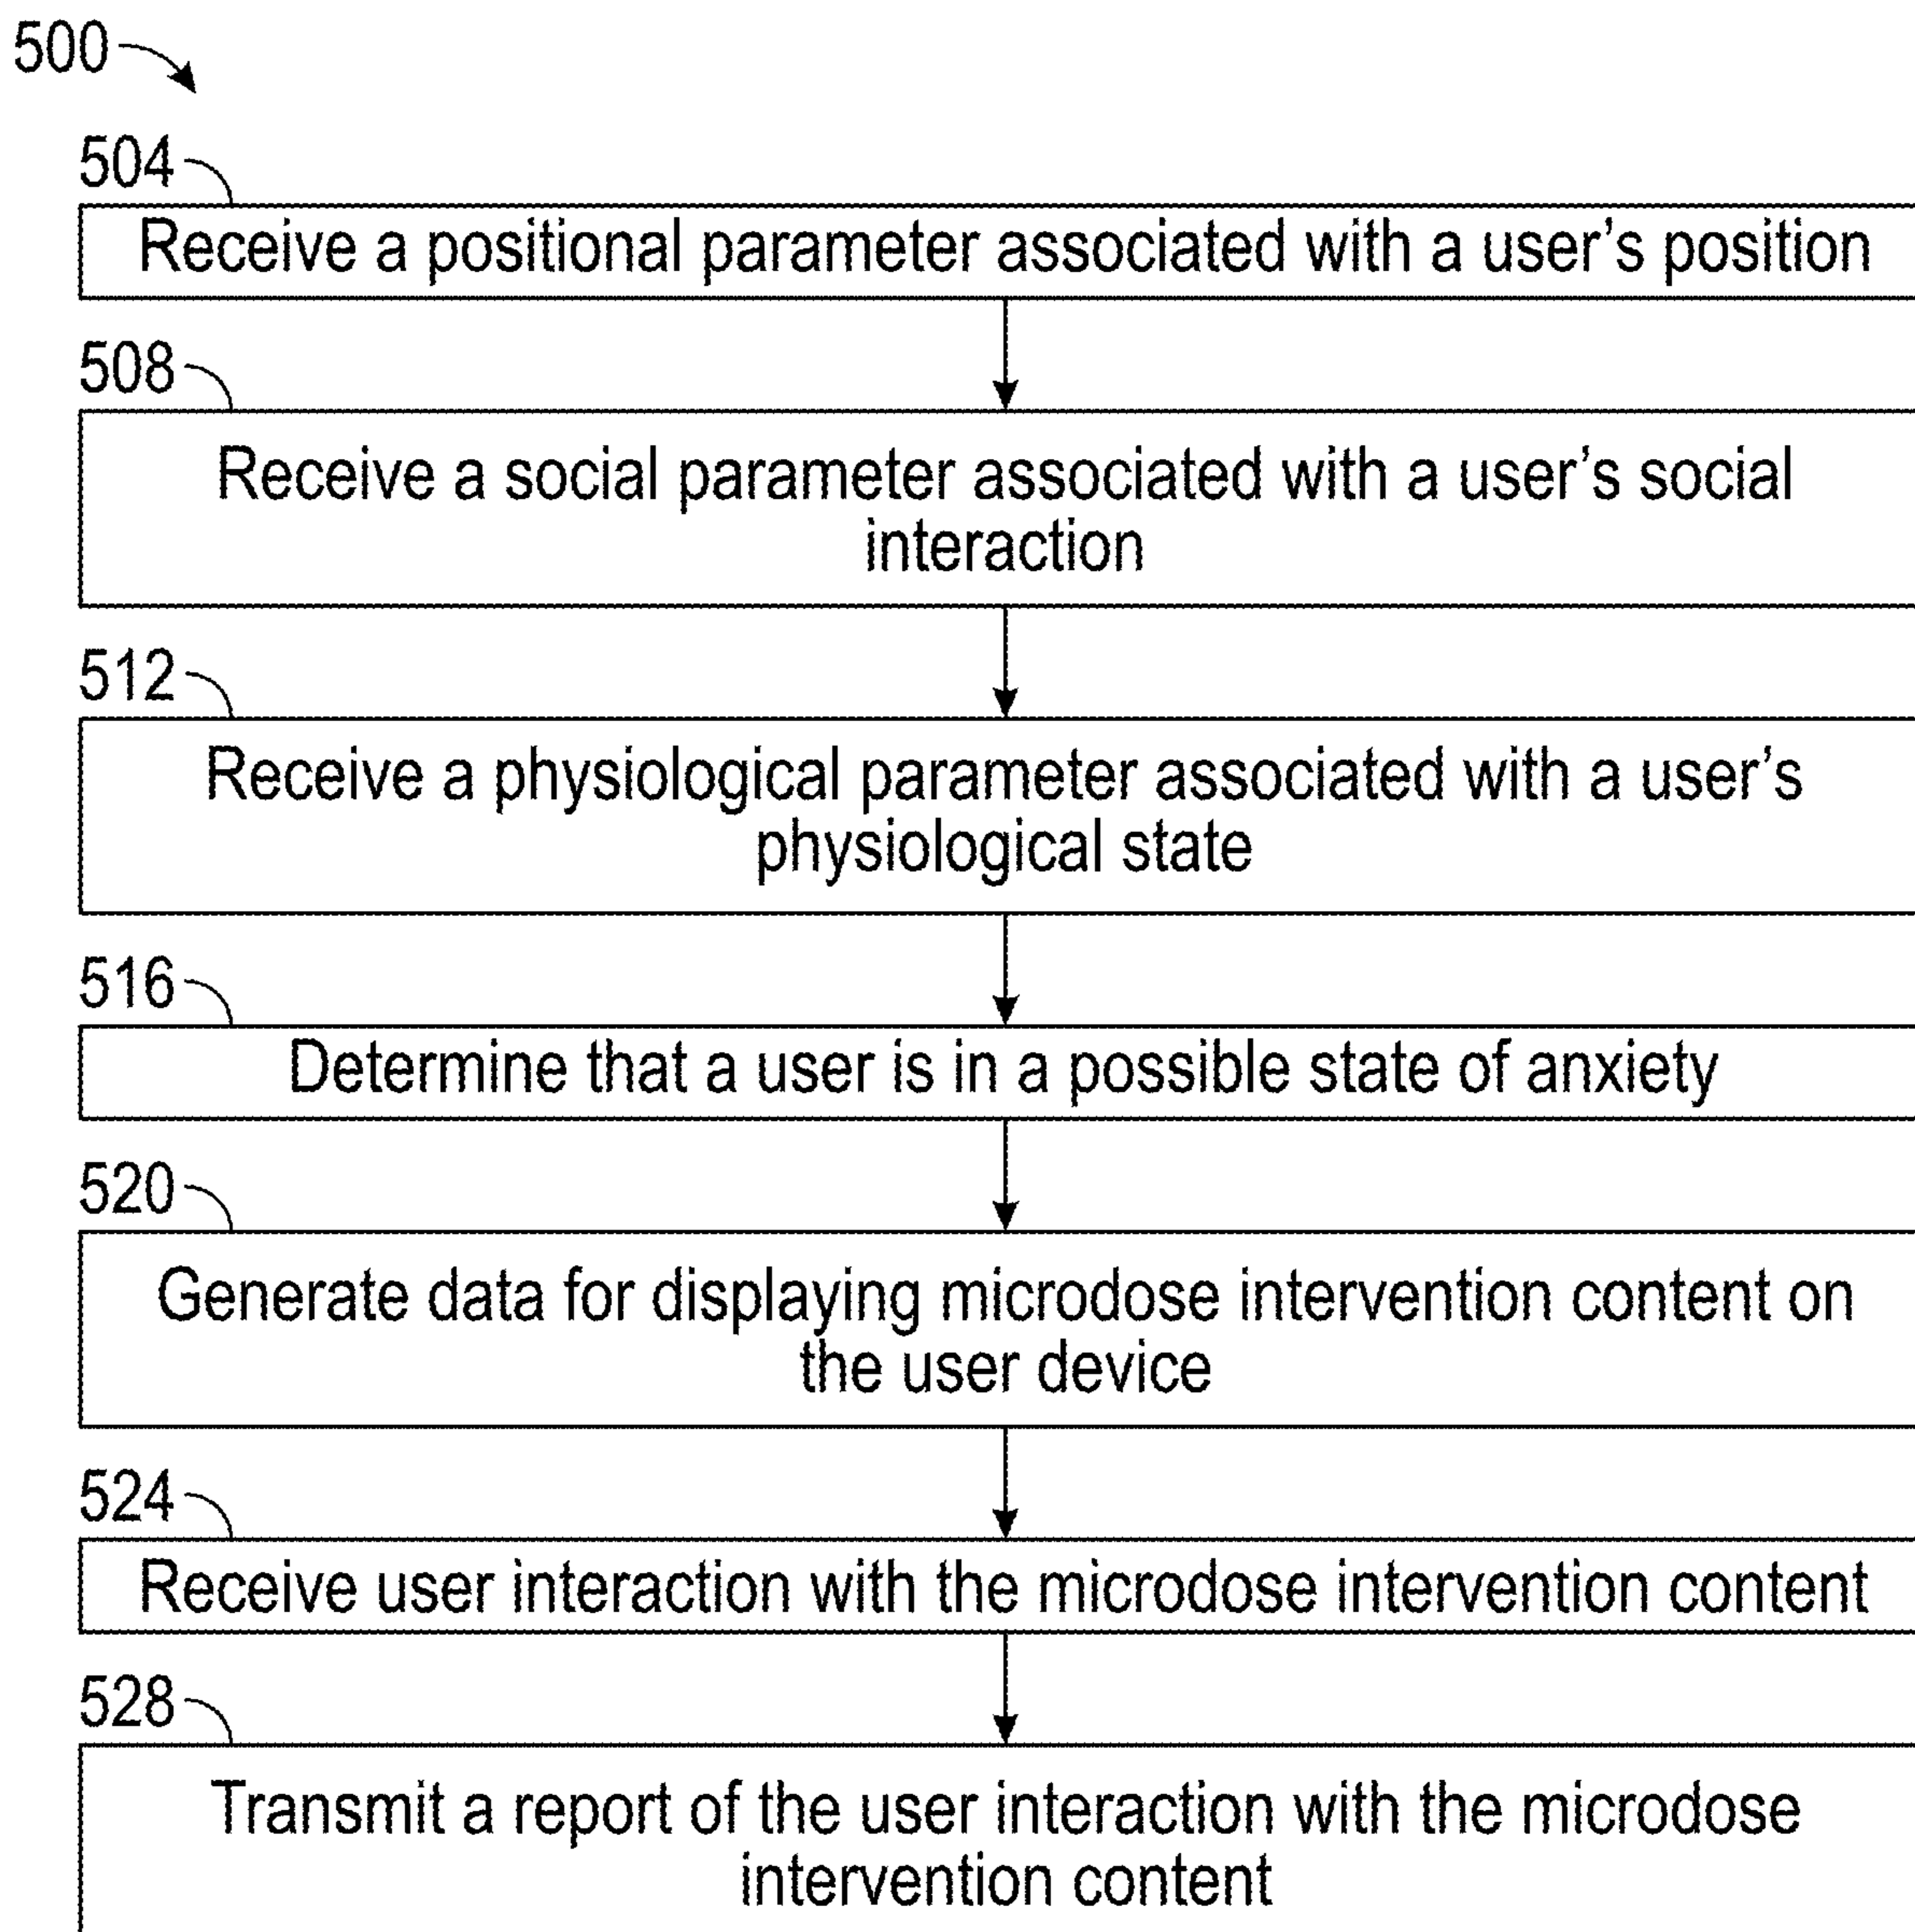 500
504
Receive a positional parameter associated with a user's position
508
Receive a social parameter associated with a user's social
interaction
512
Receive a physiological parameter associated with a user's
physiological state
516
Determine that a user is in a possible state of anxiety
520
Generate data for displaying microdose intervention content on
the user device
524
Receive user interaction with the microdose intervention content
528
Transmit a report of the user interaction with the microdose
intervention content